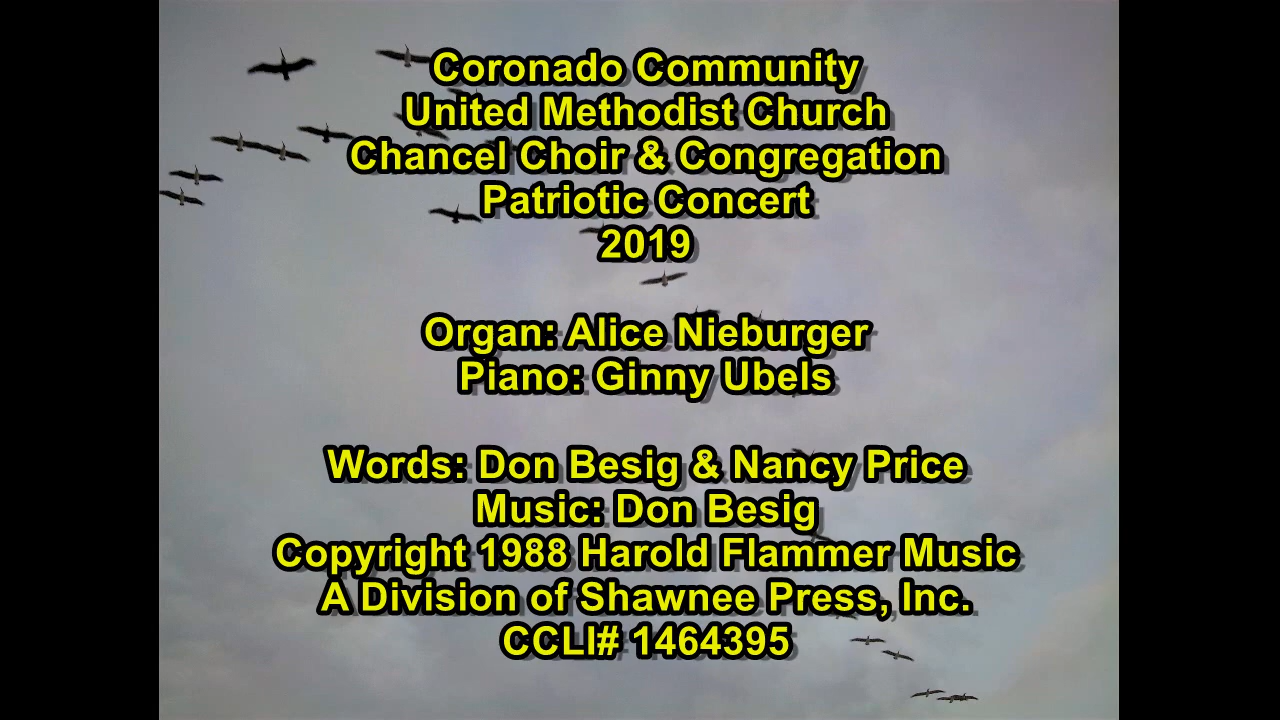 Coronado Community
United Methodist Church
Chancel Choir & Congregation
Patriotic Concert
2019
Organ: Alice Nieburger
Piano: Ginny Ubels
Words: Don Besig & Nancy Price
Music: Don Besig
Copyright 1988 Harold Flammer Music
A Division of Shawnee Press, Inc.
CCLI# 1464395